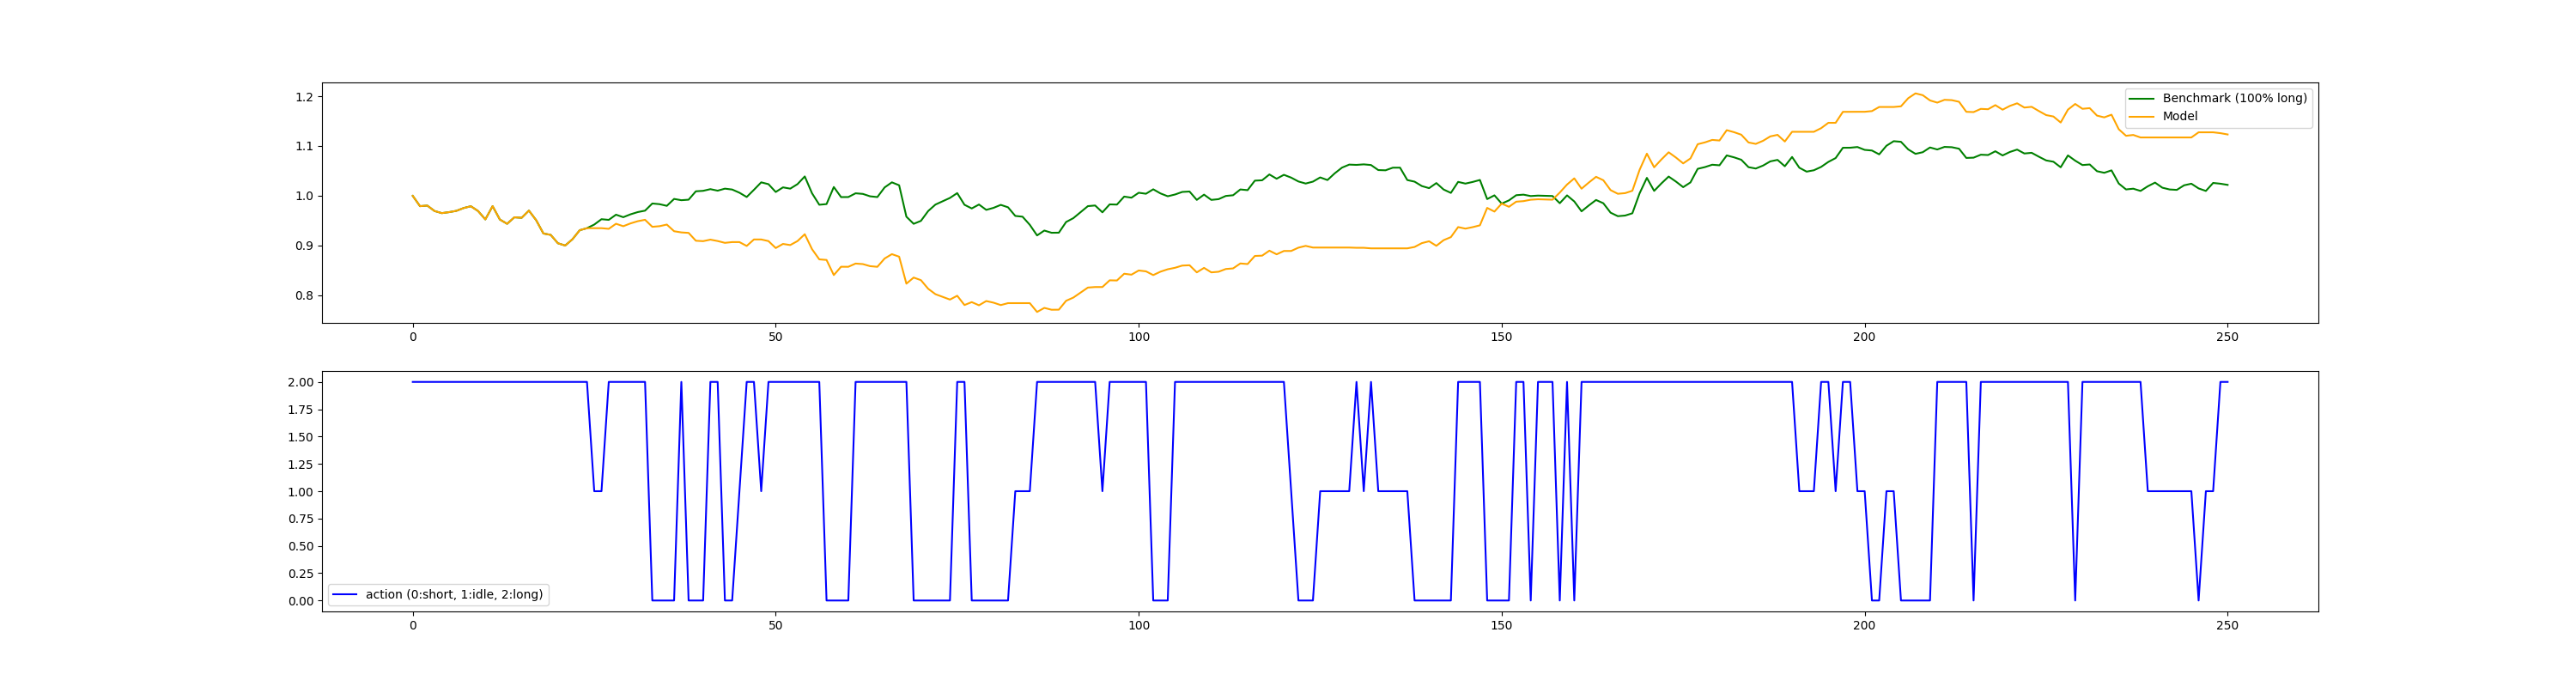 1.2
1.1
1.0
0.9
0.8
Benchmark (100% long)
Model
0 50 100 150 200 250
2.00
1.75
1.50
1.25
1.00
0.75
0.50
0.25
0.00
action (0:short, 1:idle, 2:long)
0 50 100 150 200 250